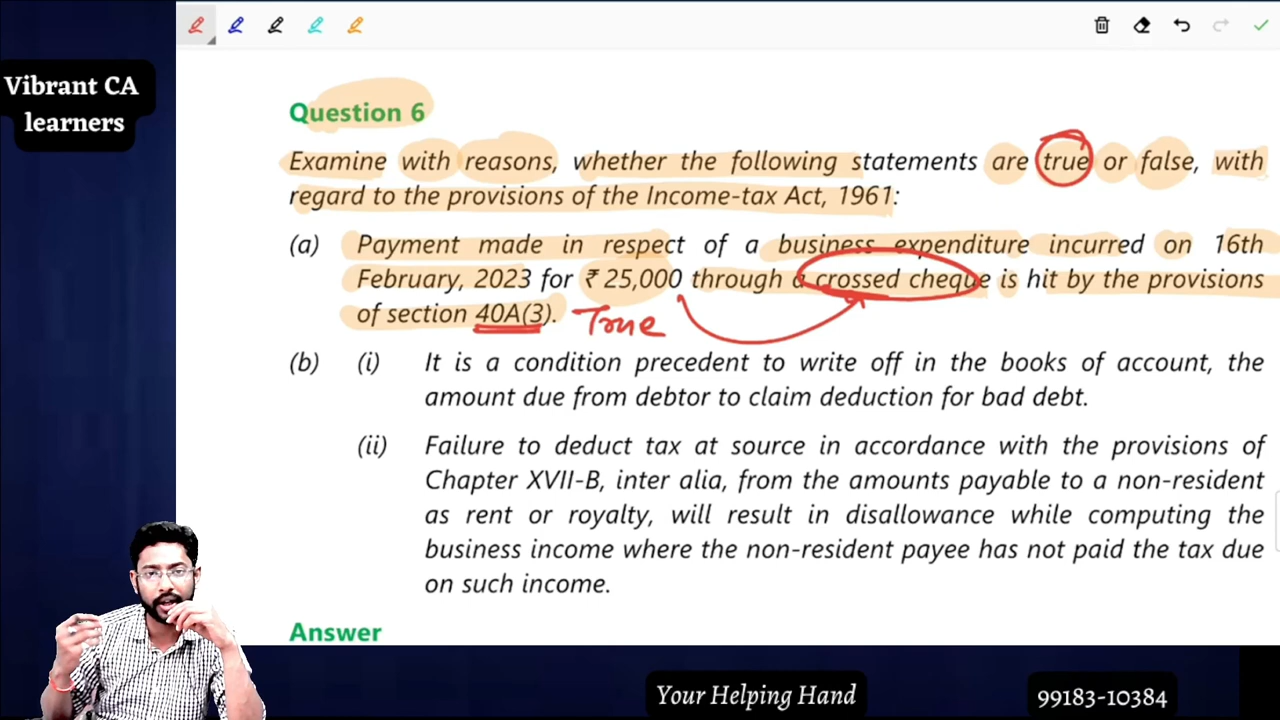 Vibrant CA
learners
Question 6
Examine with reasons, whether the following statements are true or false, with
regard to the provisions of the Income-tax Act, 1961:
(a) Payment made in respect of a business expenditure incurred on 16th
February, 2023 for ₹ 25,000 through a crossed cheque is hit by the provisions
of section 40A(3). True
(b) (i) It is a condition precedent to write off in the books of account, the
amount due from debtor to claim deduction for bad debt.
(ii) Failure to deduct tax at source in accordance with the provisions of
Chapter XVII-B, inter alia, from the amounts payable to a non-resident
as rent or royalty, will result in disallowance while computing the
business income where the non-resident payee has not paid the tax due
on such income.
Answer
Your Helping Hand
99183-10384